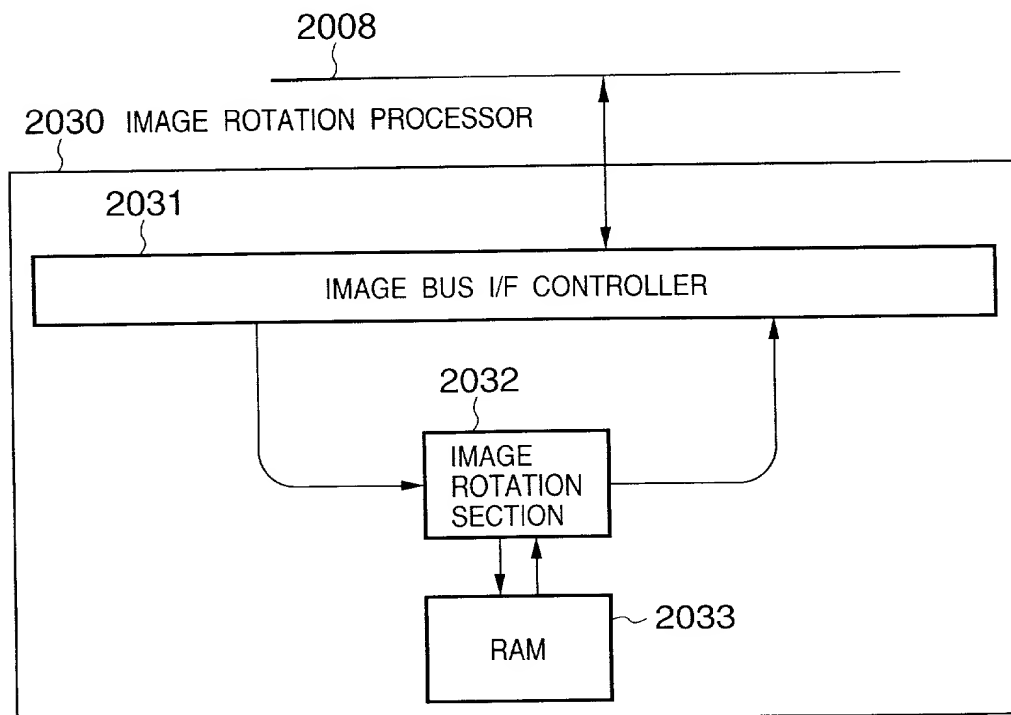 2008
2030 IMAGE ROTATION PROCESSOR
2031
IMAGE BUS I/F CONTROLLER
2032
IMAGE
ROTATION
SECTION
2033
RAM